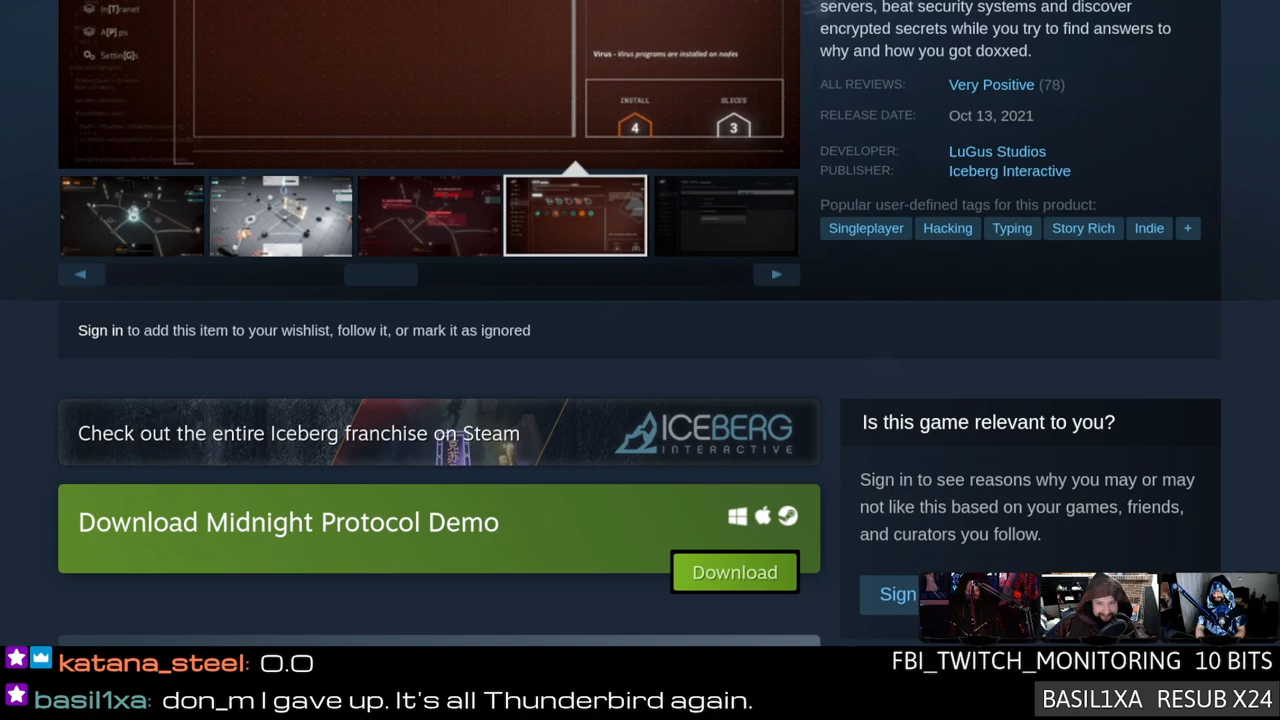 In[T]ranet
A[P]ps
Settin[G]s
Virus - Virus programs are installed on nodes
INSTALL SLICES
4 3
servers, beat security systems and discover
encrypted secrets while you try to find answers to
why and how you got doxxed.
ALL REVIEWS: Very Positive (78)
RELEASE DATE: Oct 13, 2021
DEVELOPER: LuGus Studios
PUBLISHER: Iceberg Interactive
Popular user-defined tags for this product:
Singleplayer Hacking Typing Story Rich Indie +
Sign in to add this item to your wishlist, follow it, or mark it as ignored
Check out the entire Iceberg franchise on Steam
ICEBERG
INTERACTIVE
Download Midnight Protocol Demo
Download
Is this game relevant to you?
Sign in to see reasons why you may or may
not like this based on your games, friends,
and curators you follow.
Sign
katana_steel: O.O
basil1xa: don_m I gave up. It's all Thunderbird again.
FBI_TWITCH_MONITORING 10 BITS
BASIL1XA RESUB X24